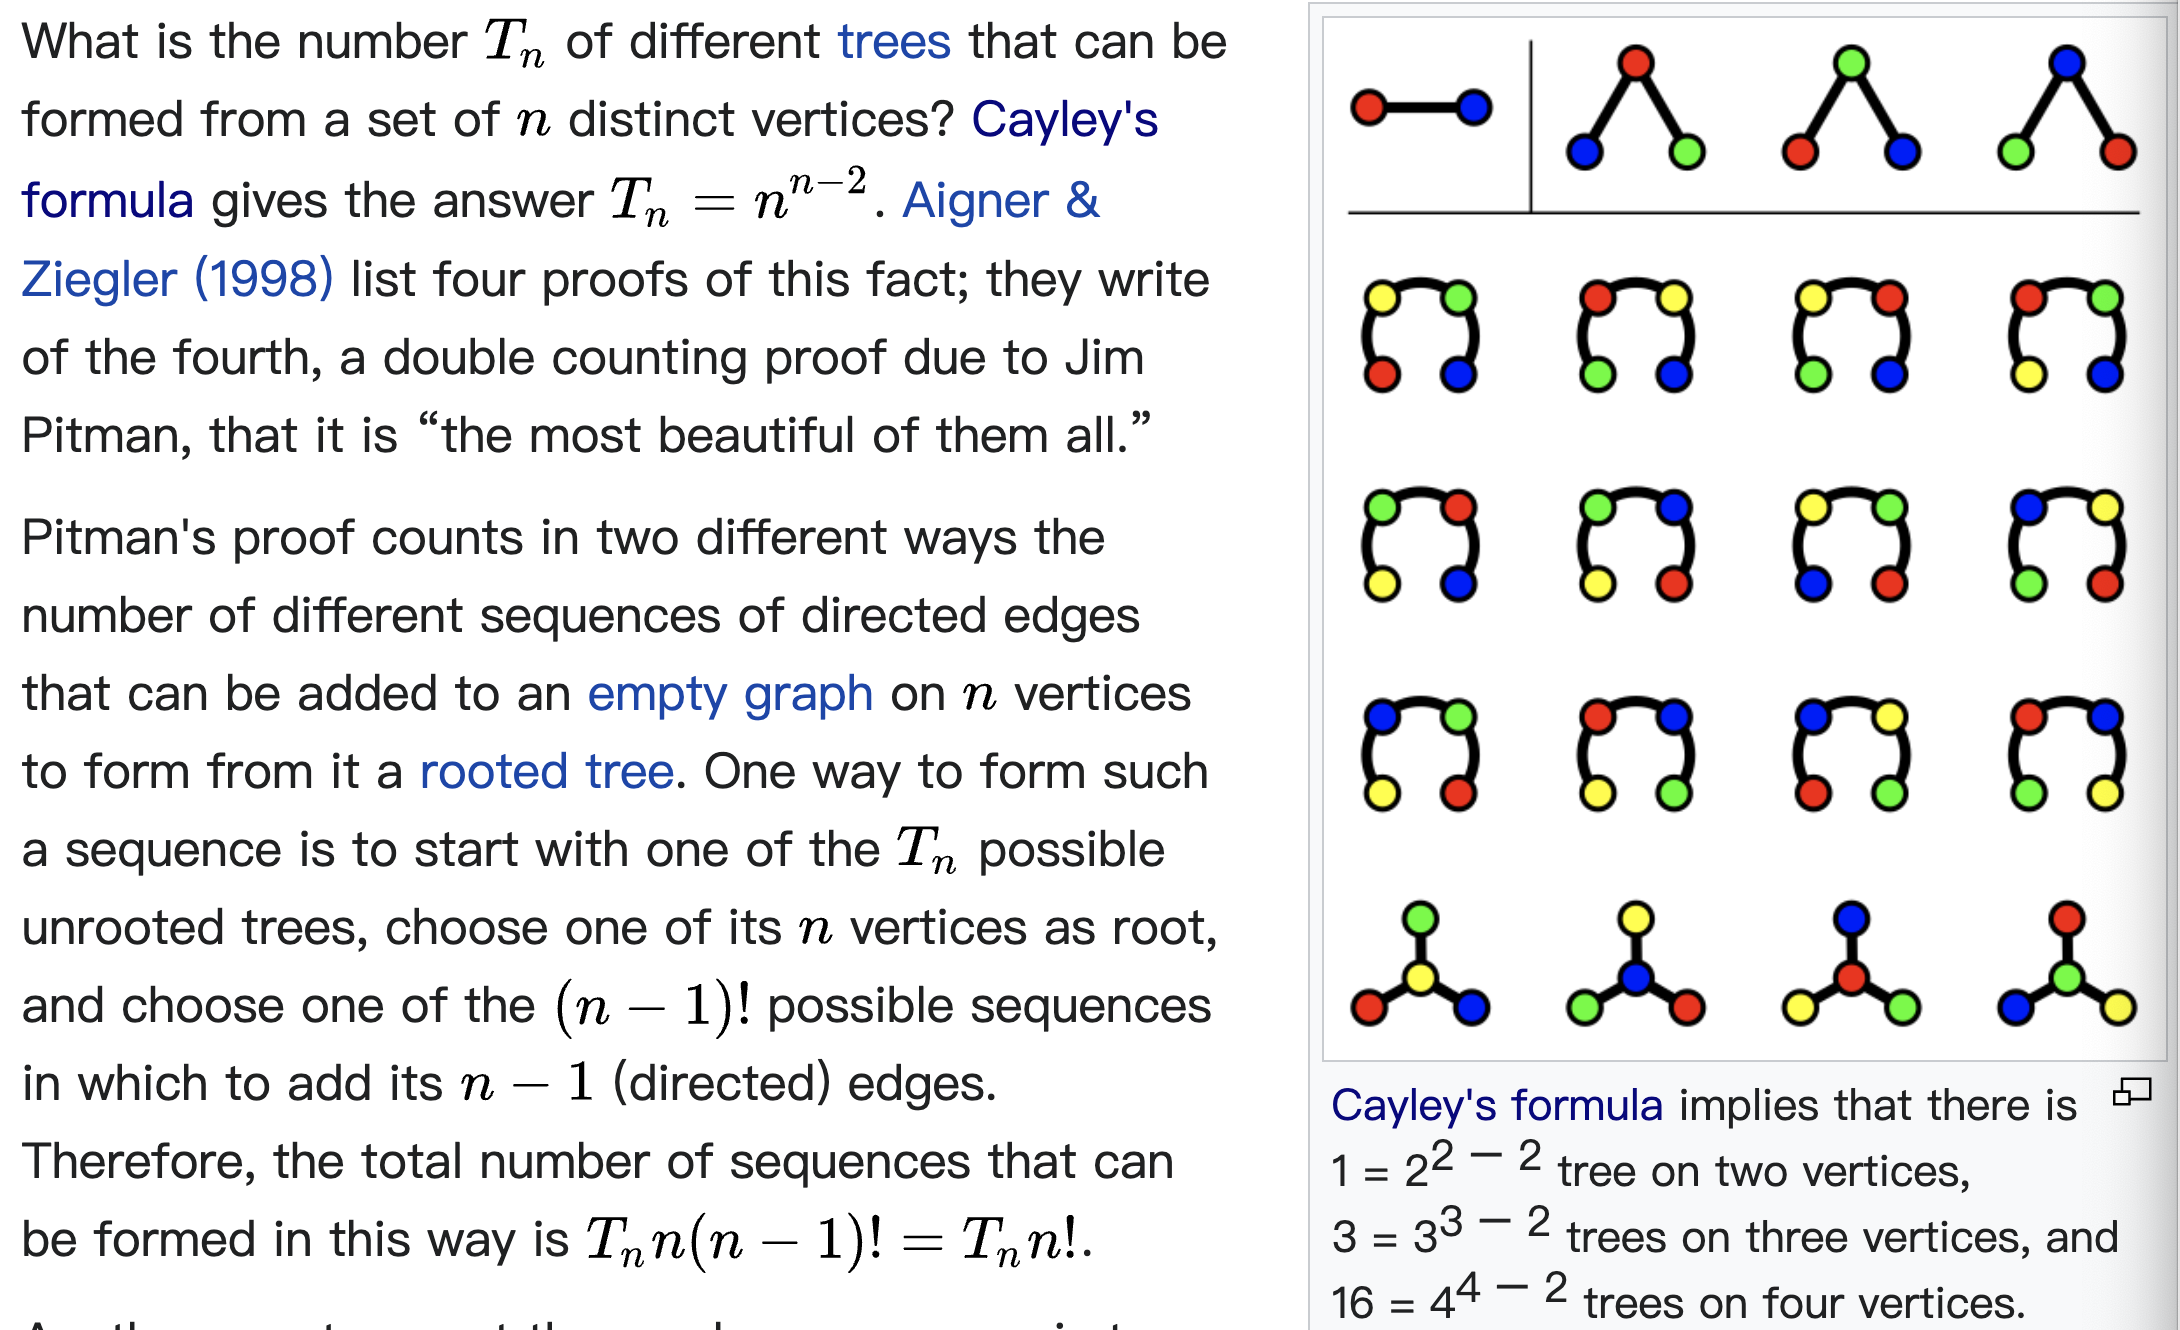 What is the number Tₙ of different trees that can be
formed from a set of n distinct vertices? Cayley's
formula gives the answer Tₙ = nⁿ⁻². Aigner &
Ziegler (1998) list four proofs of this fact; they write
of the fourth, a double counting proof due to Jim
Pitman, that it is “the most beautiful of them all.”
Pitman's proof counts in two different ways the
number of different sequences of directed edges
that can be added to an empty graph on n vertices
to form from it a rooted tree. One way to form such
a sequence is to start with one of the Tₙ possible
unrooted trees, choose one of its n vertices as root,
and choose one of the (n − 1)! possible sequences
in which to add its n − 1 (directed) edges.
Therefore, the total number of sequences that can
be formed in this way is Tₙn(n − 1)! = Tₙn!.
Cayley's formula implies that there is
1 = 2² ⁻ ² tree on two vertices,
3 = 3³ ⁻ ² trees on three vertices, and
16 = 4⁴ ⁻ ² trees on four vertices.